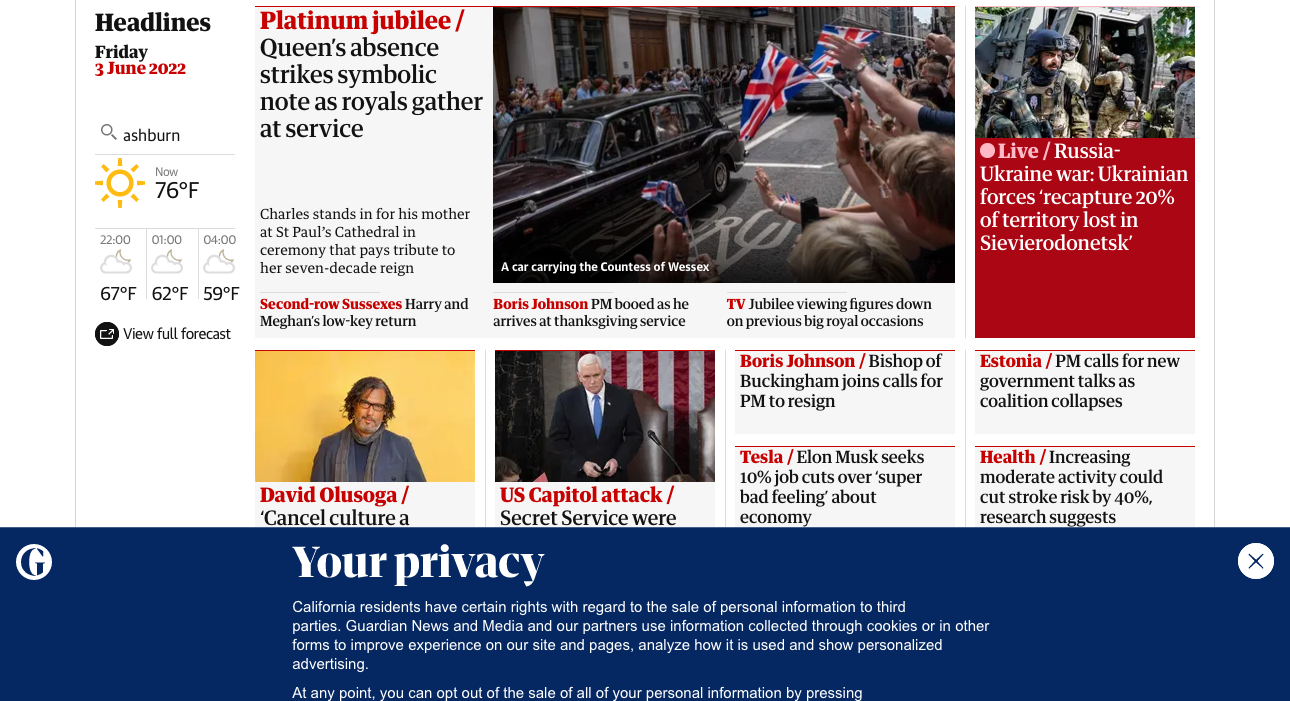 Headlines
Friday
3 June 2022
ashburn
Now
76°F
22:00
01:00
04:00
67°F
62°F
59°F
View full forecast
Platinum jubilee /
Queen’s absence
strikes symbolic
note as royals gather
at service
Charles stands in for his mother
at St Paul’s Cathedral in
ceremony that pays tribute to
her seven-decade reign
A car carrying the Countess of Wessex
Second-row Sussexes Harry and
Meghan’s low-key return
Boris Johnson PM booed as he
arrives at thanksgiving service
TV Jubilee viewing figures down
on previous big royal occasions
Live / Russia-
Ukraine war: Ukrainian
forces ‘recapture 20%
of territory lost in
Sievierodonetsk’
David Olusoga /
‘Cancel culture a
US Capitol attack /
Secret Service were
Boris Johnson / Bishop of
Buckingham joins calls for
PM to resign
Tesla / Elon Musk seeks
10% job cuts over ‘super
bad feeling’ about
economy
Estonia / PM calls for new
government talks as
coalition collapses
Health / Increasing
moderate activity could
cut stroke risk by 40%,
research suggests
G
Your privacy
California residents have certain rights with regard to the sale of personal information to third
parties. Guardian News and Media and our partners use information collected through cookies or in other
forms to improve experience on our site and pages, analyze how it is used and show personalized
advertising.
At any point, you can opt out of the sale of all of your personal information by pressing